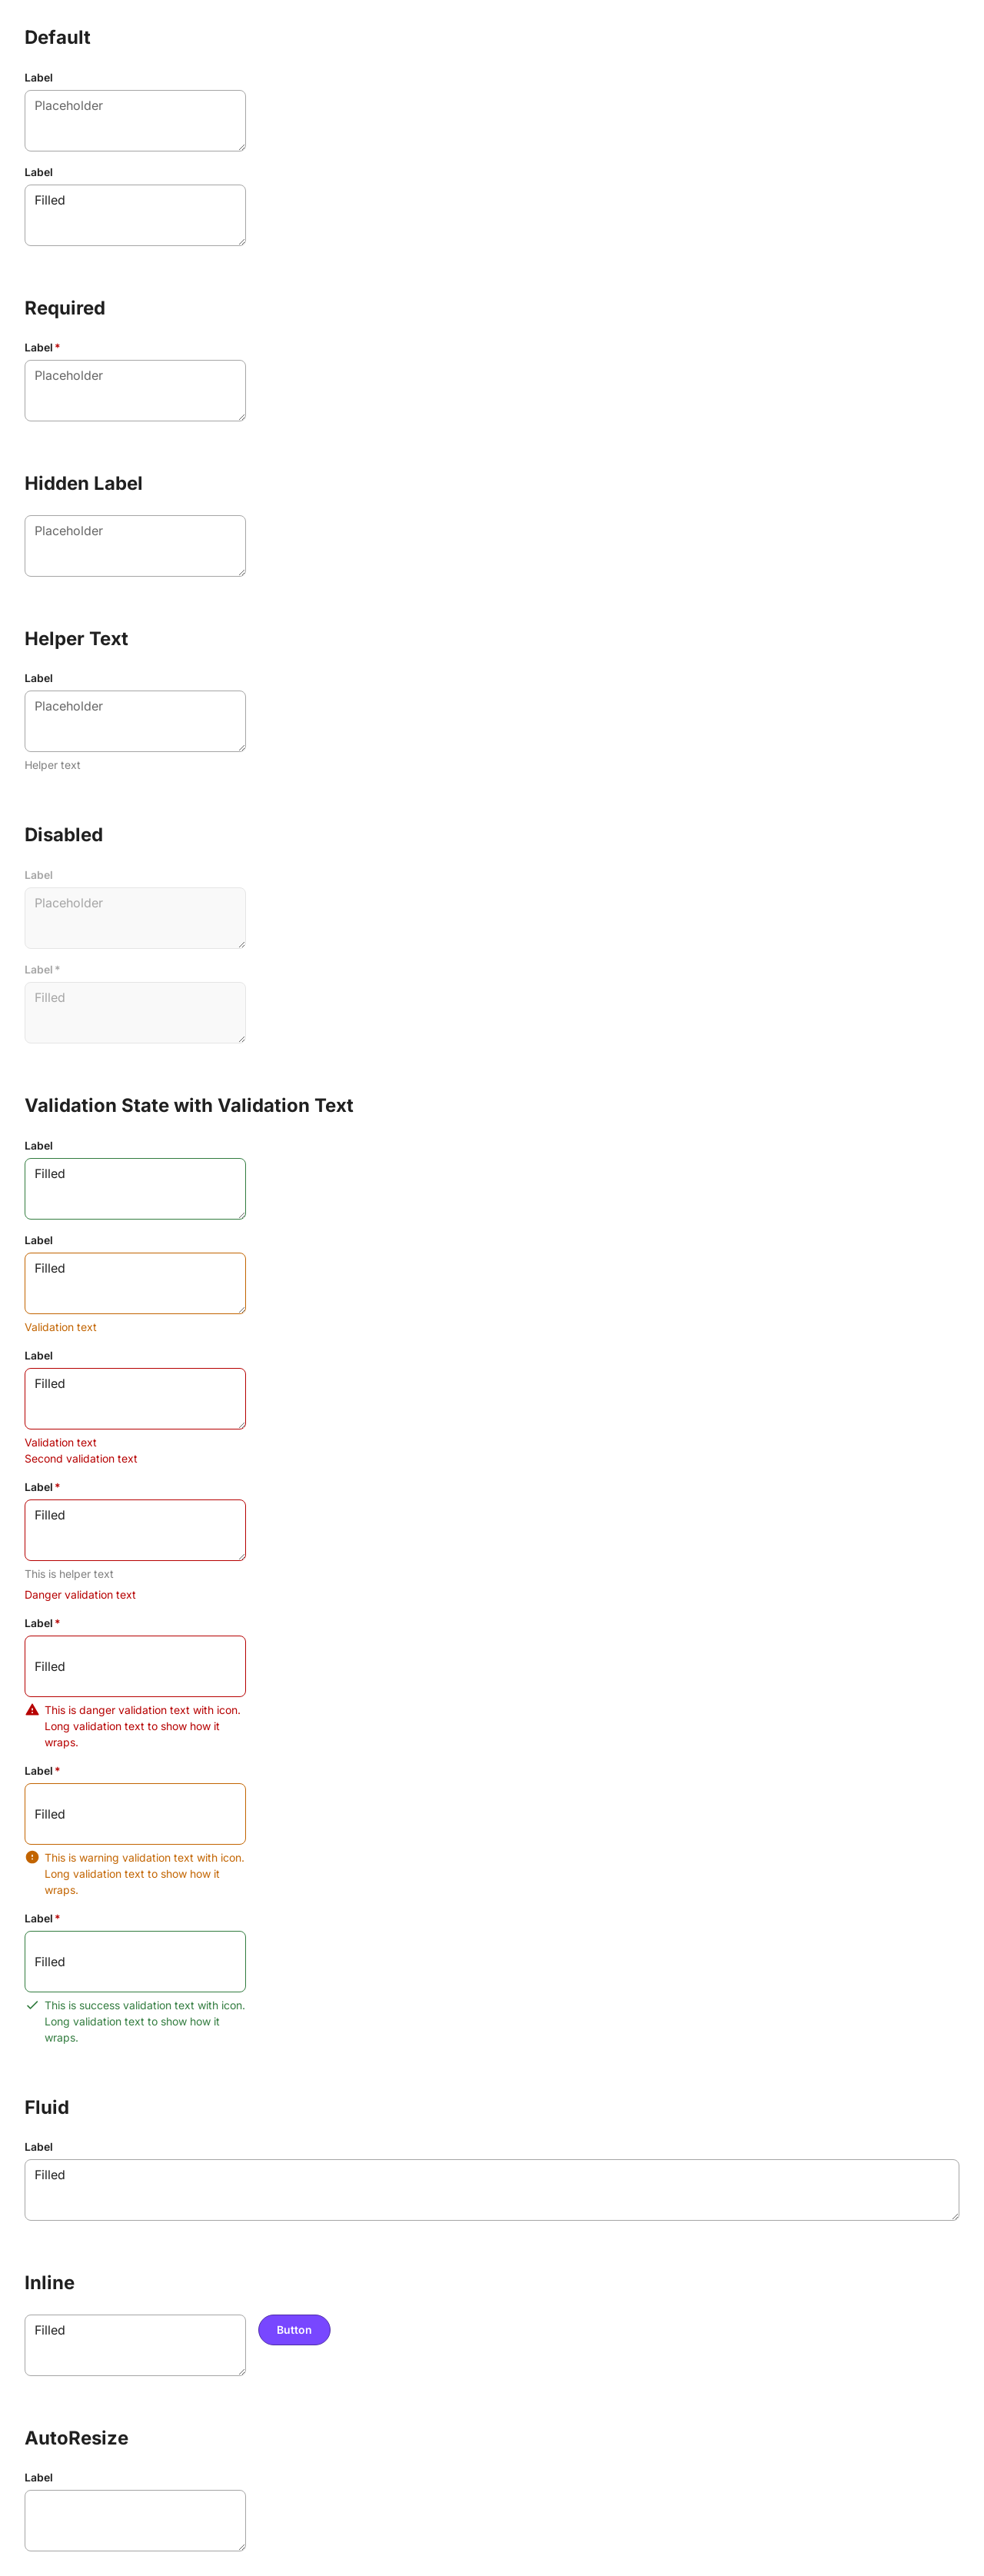 Default
Label
Placeholder
Label
Filled
Required
Label *
Placeholder
Hidden Label
Placeholder
Helper Text
Label
Placeholder
Helper text
Disabled
Label
Placeholder
Label *
Filled
Validation State with Validation Text
Label
Filled
Label
Filled
Validation text
Label
Filled
Validation text
Second validation text
Label *
Filled
This is helper text
Danger validation text
Label *
Filled
This is danger validation text with icon.
Long validation text to show how it
wraps.
Label *
Filled
This is warning validation text with icon.
Long validation text to show how it
wraps.
Label *
Filled
This is success validation text with icon.
Long validation text to show how it
wraps.
Fluid
Label
Filled
Inline
Filled
Button
AutoResize
Label